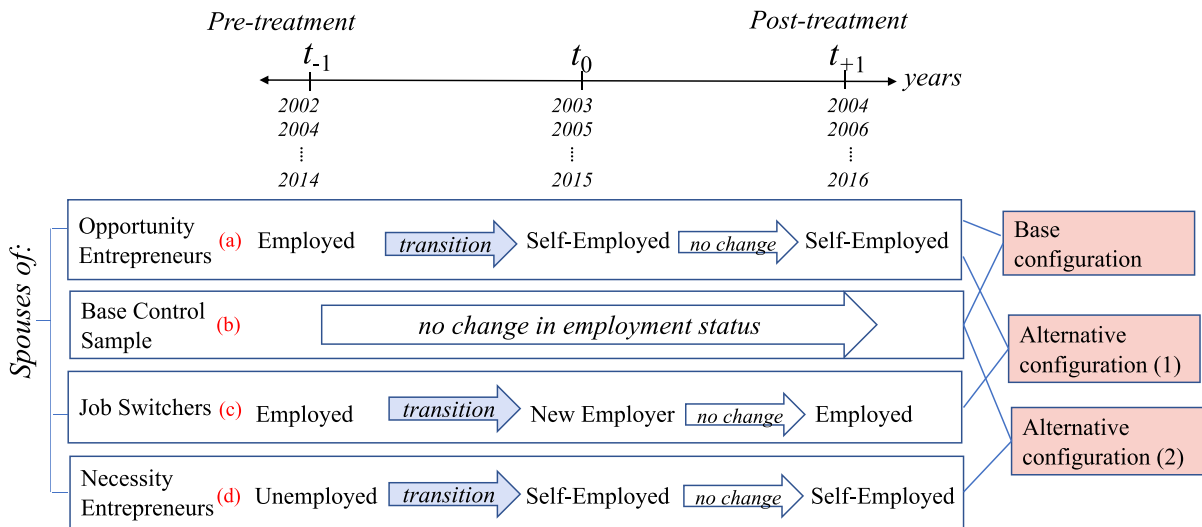 Pre-treatment
Post-treatment
t-1
t0
t+1
years
2002
2003
2004
2004
2005
2006
⋮
⋮
⋮
2014
2015
2016
Spouses of:
Opportunity
Entrepreneurs
(a)
Employed
transition
Self-Employed
no change
Self-Employed
Base
configuration
Base Control
Sample
(b)
no change in employment status
Alternative
configuration (1)
Job Switchers
(c)
Employed
transition
New Employer
no change
Employed
Alternative
configuration (2)
Necessity
Entrepreneurs
(d)
Unemployed
transition
Self-Employed
no change
Self-Employed